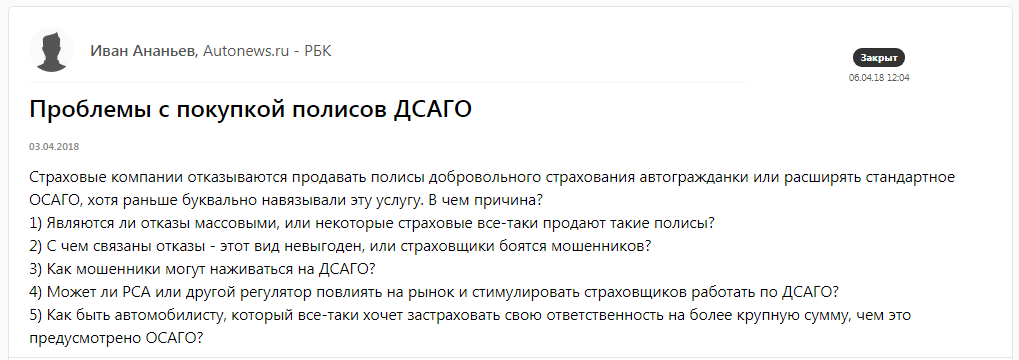 Иван Ананьев, Autonews.ru - РБК
Закрыт
06.04.18 12:04
Проблемы с покупкой полисов ДСАГО
03.04.2018
Страховые компании отказываются продавать полисы добровольного страхования автогражданки или расширять стандартное
ОСАГО, хотя раньше буквально навязывали эту услугу. В чем причина?
1) Являются ли отказы массовыми, или некоторые страховые все-таки продают такие полисы?
2) С чем связаны отказы - этот вид невыгоден, или страховщики боятся мошенников?
3) Как мошенники могут наживаться на ДСАГО?
4) Может ли РСА или другой регулятор повлиять на рынок и стимулировать страховщиков работать по ДСАГО?
5) Как быть автомобилисту, который все-таки хочет застраховать свою ответственность на более крупную сумму, чем это
предусмотрено ОСАГО?